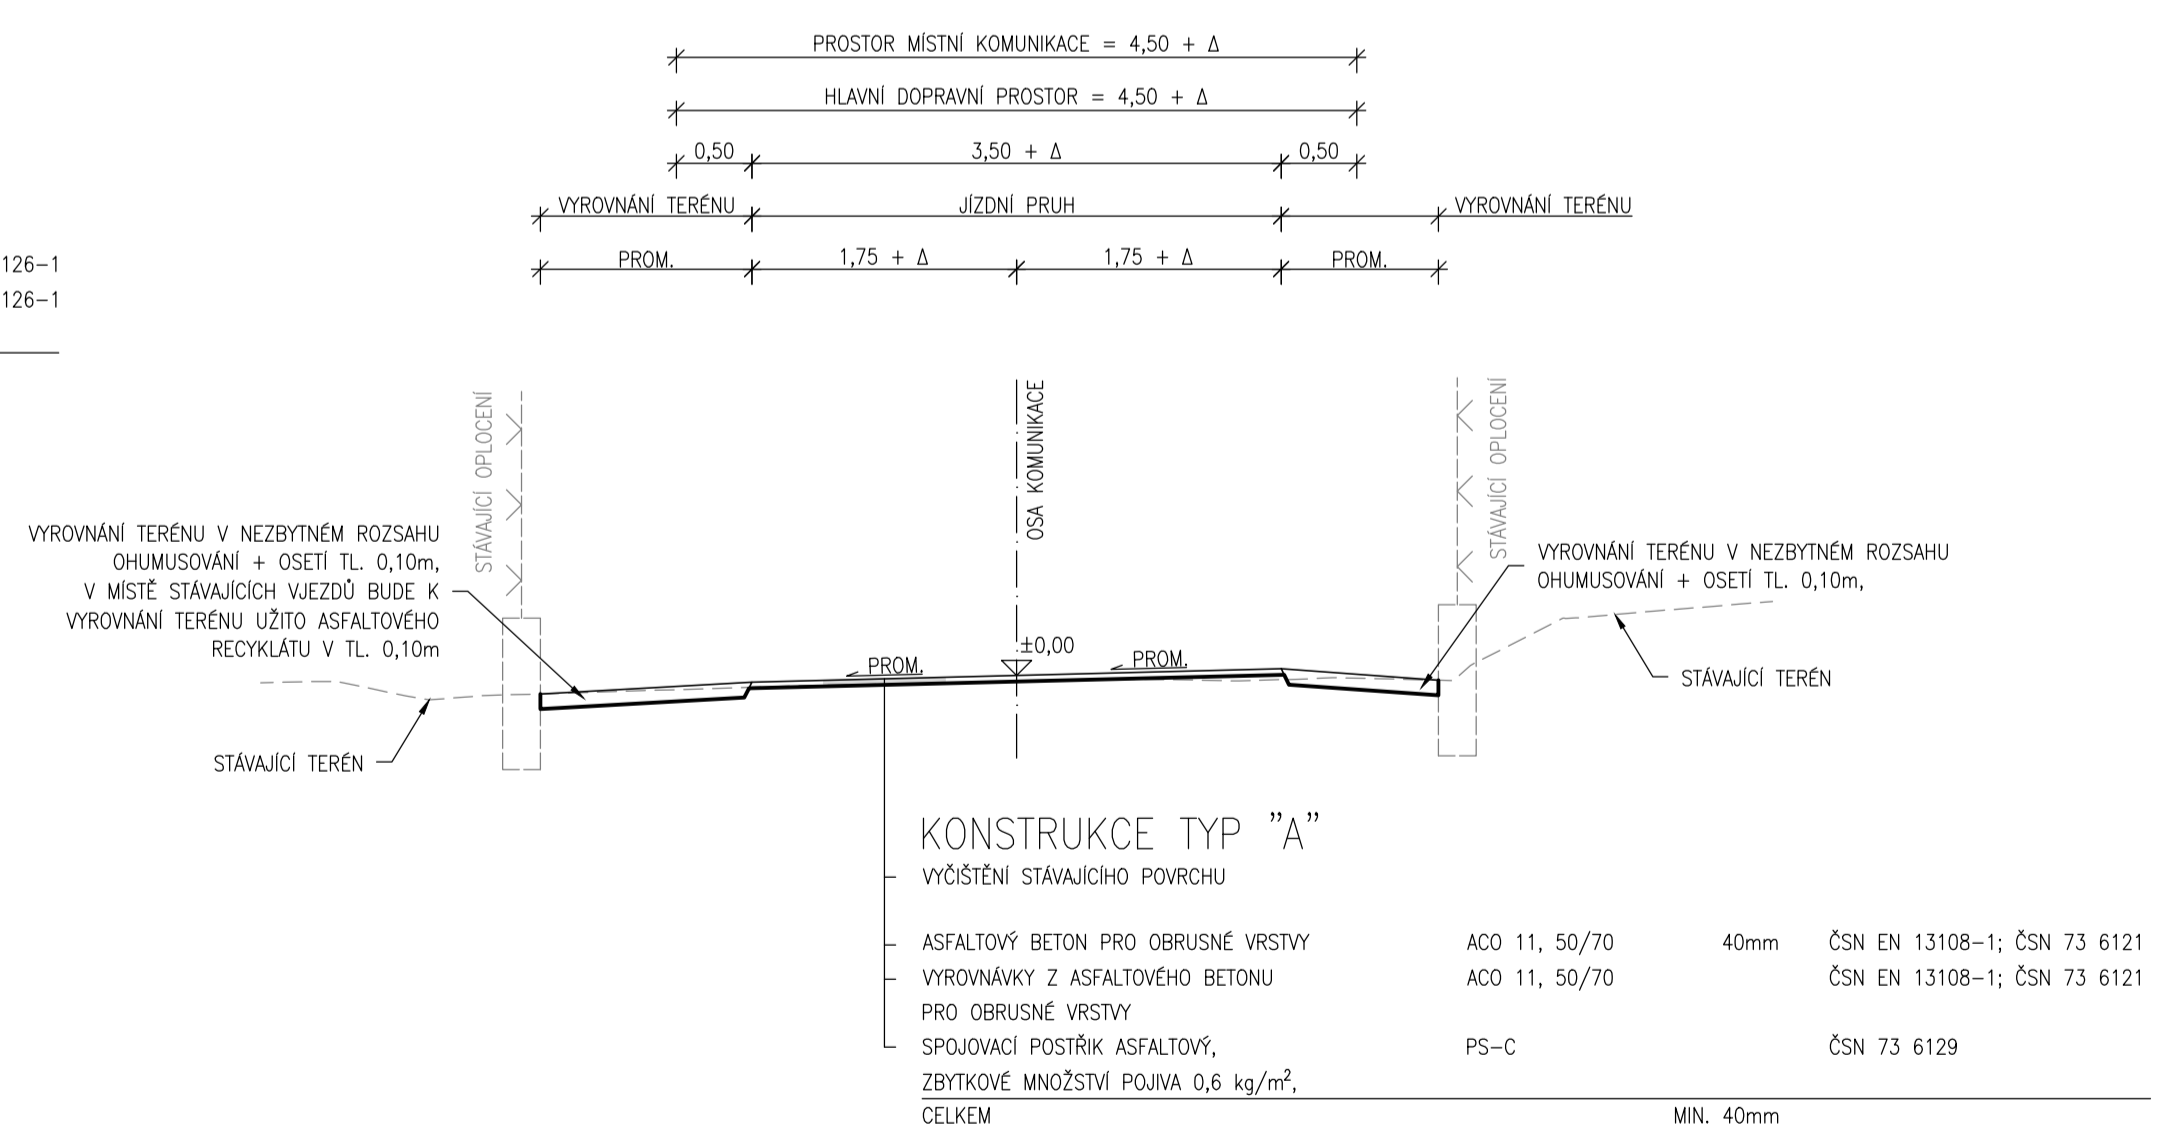 PROSTOR MÍSTNÍ KOMUNIKACE = 4,50 + Δ
HLAVNÍ DOPRAVNÍ PROSTOR = 4,50 + Δ
0,50 3,50 + Δ 0,50
VYROVNÁNÍ TERÉNU JÍZDNÍ PRUH VYROVNÁNÍ TERÉNU
PROM. 1,75 + Δ 1,75 + Δ PROM.
126-1
126-1
STÁVAJÍCÍ OPLOCENÍ
OSA KOMUNIKACE
STÁVAJÍCÍ OPLOCENÍ
VYROVNÁNÍ TERÉNU V NEZBYTNÉM ROZSAHU
OHUMUSOVÁNÍ + OSETÍ TL. 0,10m,
V MÍSTĚ STÁVAJÍCÍCH VJEZDŮ BUDE K
VYROVNÁNÍ TERÉNU UŽITO ASFALTOVÉHO
RECYKLÁTU V TL. 0,10m
VYROVNÁNÍ TERÉNU V NEZBYTNÉM ROZSAHU
OHUMUSOVÁNÍ + OSETÍ TL. 0,10m,
±0,00
PROM. PROM.
STÁVAJÍCÍ TERÉN
STÁVAJÍCÍ TERÉN
KONSTRUKCE TYP "A"
VYČIŠTĚNÍ STÁVAJÍCÍHO POVRCHU
ASFALTOVÝ BETON PRO OBRUSNÉ VRSTVY ACO 11, 50/70 40mm ČSN EN 13108-1; ČSN 73 6121
VYROVNÁVKY Z ASFALTOVÉHO BETONU ACO 11, 50/70 ČSN EN 13108-1; ČSN 73 6121
PRO OBRUSNÉ VRSTVY
SPOJOVACÍ POSTŘIK ASFALTOVÝ, PS-C ČSN 73 6129
ZBYTKOVÉ MNOŽSTVÍ POJIVA 0,6 kg/m²,
CELKEM MIN. 40mm